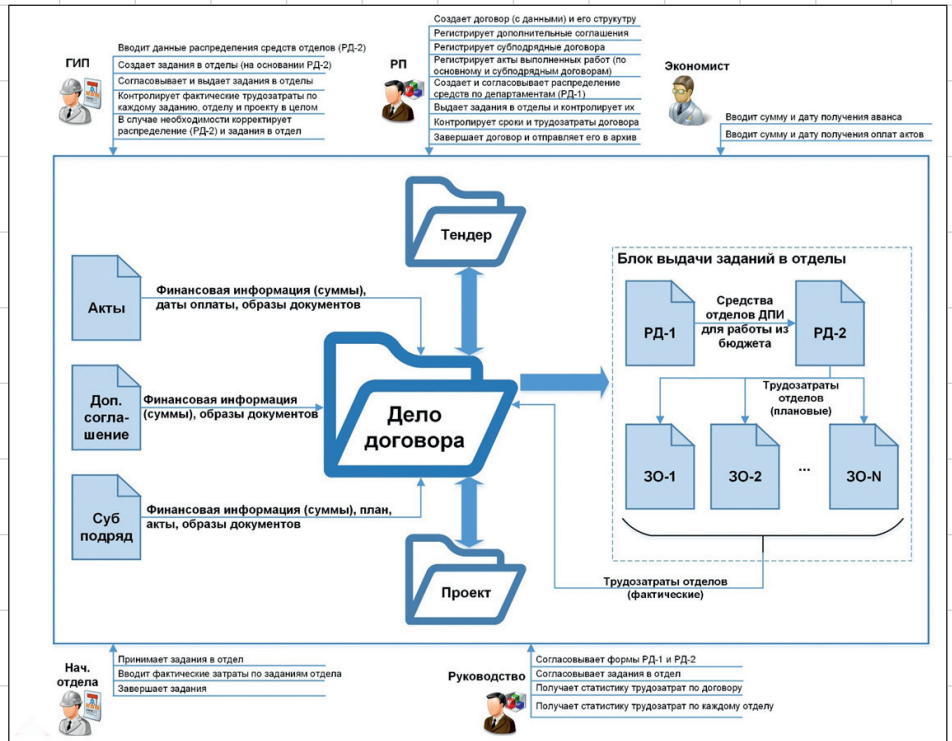 ГИП
Вводит данные распределения средств отделов (РД-2)
Создает задания в отделы (на основании РД-2)
Согласовывает и выдает задания в отделы
Контролирует фактические трудозатраты по
каждому заданию, отделу и проекту в целом
В случае необходимости корректирует
распределение (РД-2) и задания в отдел
РП
Создает договор (с данными) и его струкутру
Регистрирует дополнительные соглашения
Регистрирует субподрядные договора
Регистрирует акты выполненных работ (по
основному и субподрядным договорам)
Создает и согласовывает распределение
средств по департаментам (РД-1)
Выдает задания в отделы и контролирует их
Контролирует сроки и трудозатраты договора
Завершает договор и отправляет его в архив
Экономист
Вводит сумму и дату получения аванса
Вводит сумму и дату получения оплат актов
Тендер
Акты
Финансовая информация (суммы),
даты оплаты, образы документов
Доп.
согла-
шение
Финансовая информация
(суммы), образы документов
Суб
подряд
Финансовая информация (суммы), план,
акты, образы документов
Дело
договора
Проект
Блок выдачи заданий в отделы
РД-1
Средства
отделов ДПИ
для работы из
бюджета
РД-2
Трудозатраты
отделов
(плановые)
ЗО-1
ЗО-2
...
ЗО-N
Трудозатраты отделов
(фактические)
Нач.
отдела
Принимает задания в отдел
Вводит фактические затраты по заданиям отдела
Завершает задания
Руководство
Согласовывает формы РД-1 и РД-2
Согласовывает задания в отдел
Получает статистику трудозатрат по договору
Получает статистику трудозатрат по каждому отделу